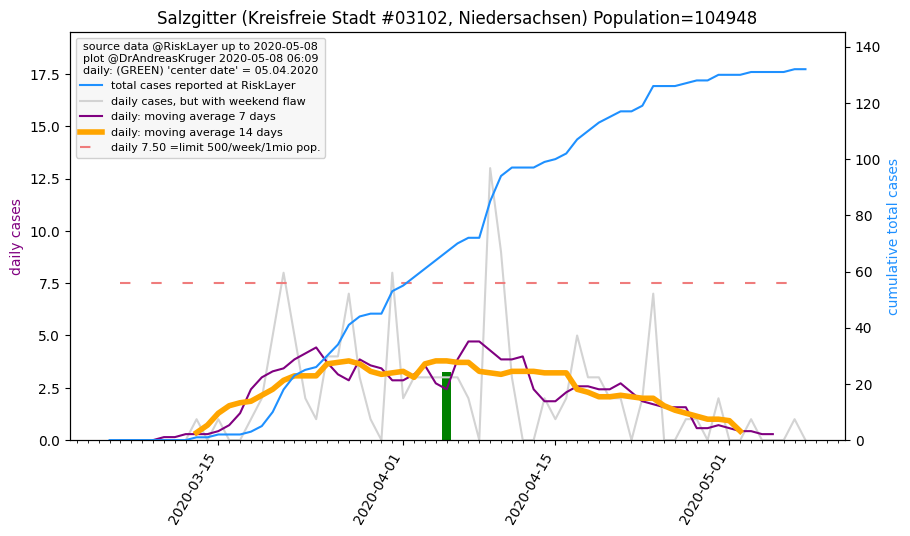 Salzgitter (Kreisfreie Stadt #03102, Niedersachsen) Population=104948
source data @RiskLayer up to 2020-05-08
plot @DrAndreasKruger 2020-05-08 06:09
daily: (GREEN) 'center date' = 05.04.2020
total cases reported at RiskLayer
daily cases, but with weekend flaw
daily: moving average 7 days
daily: moving average 14 days
daily 7.50 =limit 500/week/1mio pop.
daily cases
17.5
15.0
12.5
10.0
7.5
5.0
2.5
0.0
140
120
100
80
60
40
20
0
cumulative total cases
2020-03-15
2020-04-01
2020-04-15
2020-05-01